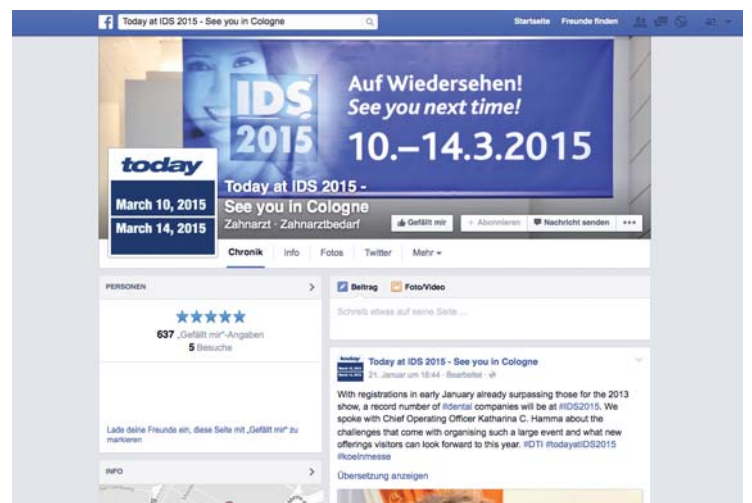 Today at IDS 2015 - See you in Cologne
Startseite Freunde finden
IDS
2015
Auf Wiedersehen!
See you next time!
10.–14.3.2015
today
March 10, 2015
March 14, 2015
Today at IDS 2015 -
See you in Cologne
Zahnarzt · Zahnarztbedarf
Gefällt mir
+ Abonnieren
Nachricht senden
Chronik Info Fotos Twitter Mehr
PERSONEN
637 „Gefällt mir“-Angaben
5 Besuche
Lade deine Freunde ein, diese Seite mit „Gefällt mir“ zu
markieren
INFO
Beitrag Foto/Video
Schreib etwas auf seine Seite ...
today
Today at IDS 2015 - See you in Cologne
21. Januar um 16:44 · Bearbeitet ·
With registrations in early January already surpassing those for the 2013
show, a record number of #dental companies will be at #IDS2015. We
spoke with Chief Operating Officer Katharina C. Hamma about the
challenges that come with organising such a large event and what new
offerings visitors can look forward to this year. #DTI #todayatIDS2015
#koelnmesse
Übersetzung anzeigen